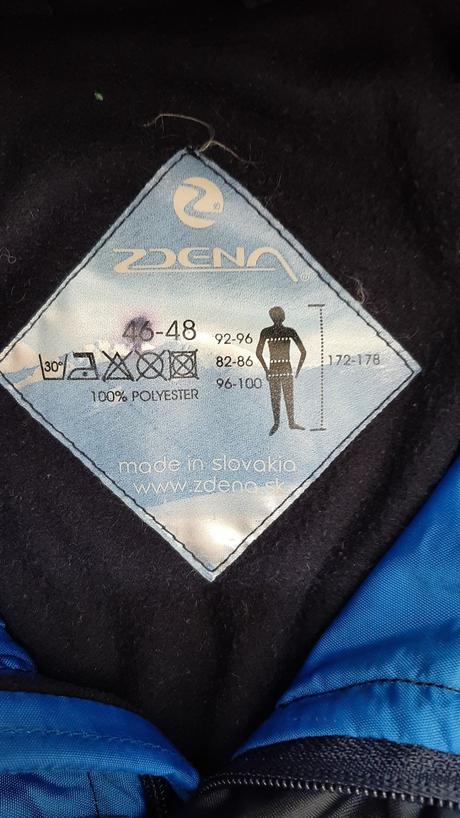 Z
ZDENA®
46-48
30°
100% POLYESTER
92-96
82-86
96-100
172-178
made in slovakia
www.zdena.sk